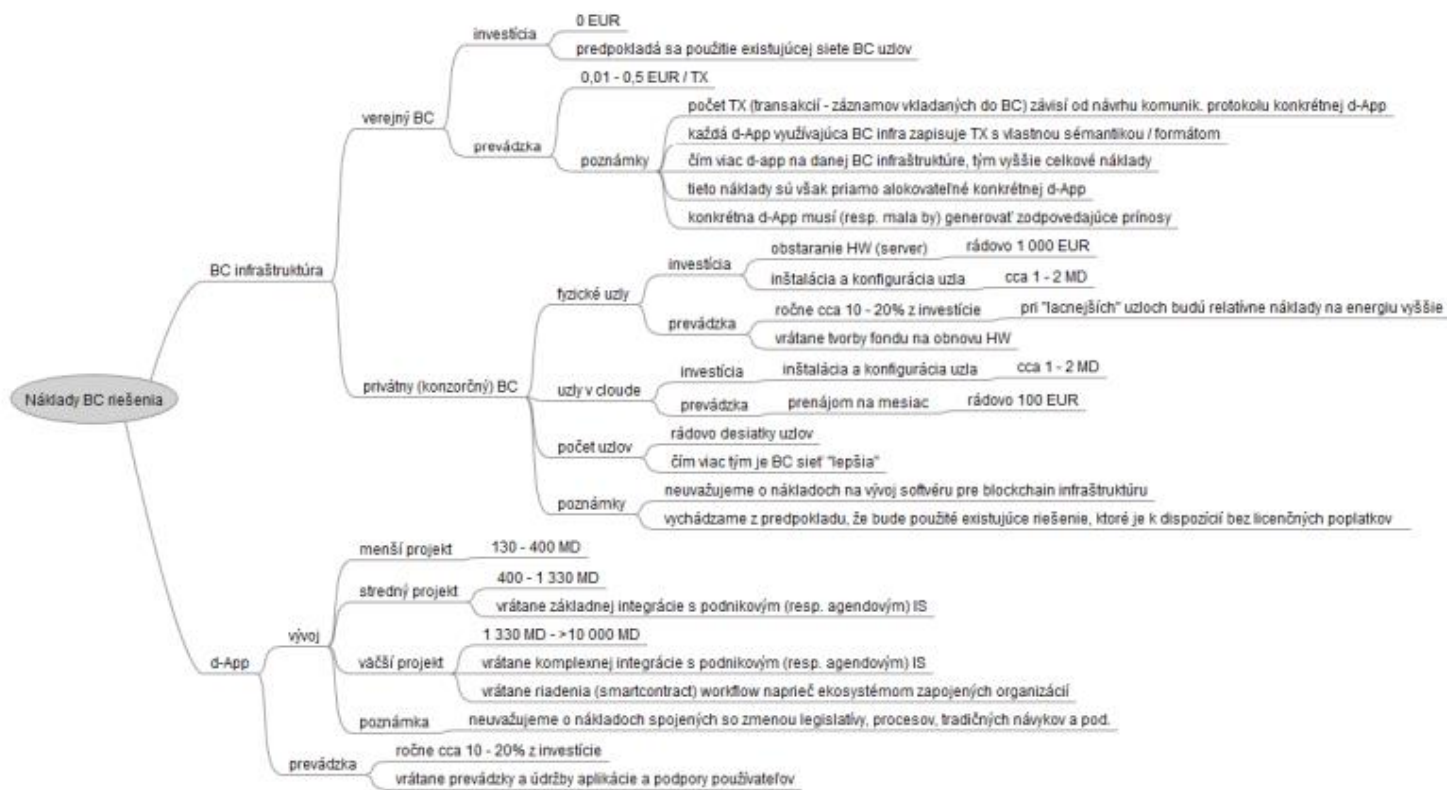 Náklady BC riešenia
BC infraštruktúra
verejný BC
investícia
0 EUR
predpokladá sa použitie existujúcej siete BC uzlov
prevádzka
0,01 - 0,5 EUR / TX
poznámky
počet TX (transakcií - záznamov vkladaných do BC) závisí od návrhu komunik. protokolu konkrétnej d-App
každá d-App využívajúca BC infra zapisuje TX s vlastnou sémantikou / formátom
čím viac d-app na danej BC infraštruktúre, tým vyššie celkové náklady
tieto náklady sú však priamo alokovateľné konkrétnej d-App
konkrétna d-App musí (resp. mala by) generovať zodpovedajúce prínosy
privátny (konzorčný) BC
fyzické uzly
investícia
obstaranie HW (server)
rádovo 1 000 EUR
inštalácia a konfigurácia uzla
cca 1 - 2 MD
prevádzka
ročne cca 10 - 20% z investície
pri "lacnejších" uzloch budú relatívne náklady na energiu vyššie
vrátane tvorby fondu na obnovu HW
uzly v cloude
investícia
inštalácia a konfigurácia uzla
cca 1 - 2 MD
prevádzka
prenájom na mesiac
rádovo 100 EUR
počet uzlov
rádovo desiatky uzlov
čím viac tým je BC sieť "lepšia"
poznámky
neuvažujeme o nákladoch na vývoj softvéru pre blockchain infraštruktúru
vychádzame z predpokladu, že bude použité existujúce riešenie, ktoré je k dispozícií bez licenčných poplatkov
d-App
vývoj
menší projekt
130 - 400 MD
stredný projekt
400 - 1 330 MD
vrátane základnej integrácie s podnikovým (resp. agendovým) IS
väčší projekt
1 330 MD - >10 000 MD
vrátane komplexnej integrácie s podnikovým (resp. agendovým) IS
vrátane riadenia (smartcontract) workflow naprieč ekosystémom zapojených organizácií
poznámka
neuvažujeme o nákladoch spojených so zmenou legislatívy, procesov, tradičných návykov a pod.
prevádzka
ročne cca 10 - 20% z investície
vrátane prevádzky a údržby aplikácie a podpory používateľov